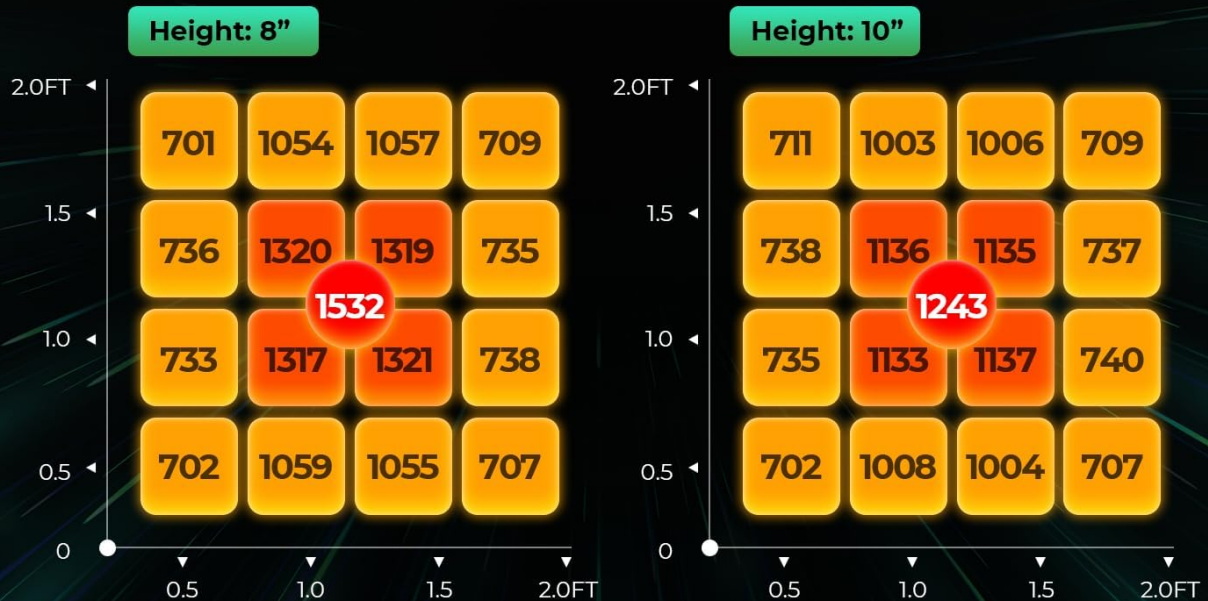 Height: 8”
2.0FT
701 1054 1057 709
1.5
736 1320 1319 735
1532
1.0
733 1317 1321 738
0.5
702 1059 1055 707
0
0.5 1.0 1.5 2.0FT
Height: 10”
2.0FT
711 1003 1006 709
1.5
738 1136 1135 737
1243
1.0
735 1133 1137 740
0.5
702 1008 1004 707
0
0.5 1.0 1.5 2.0FT